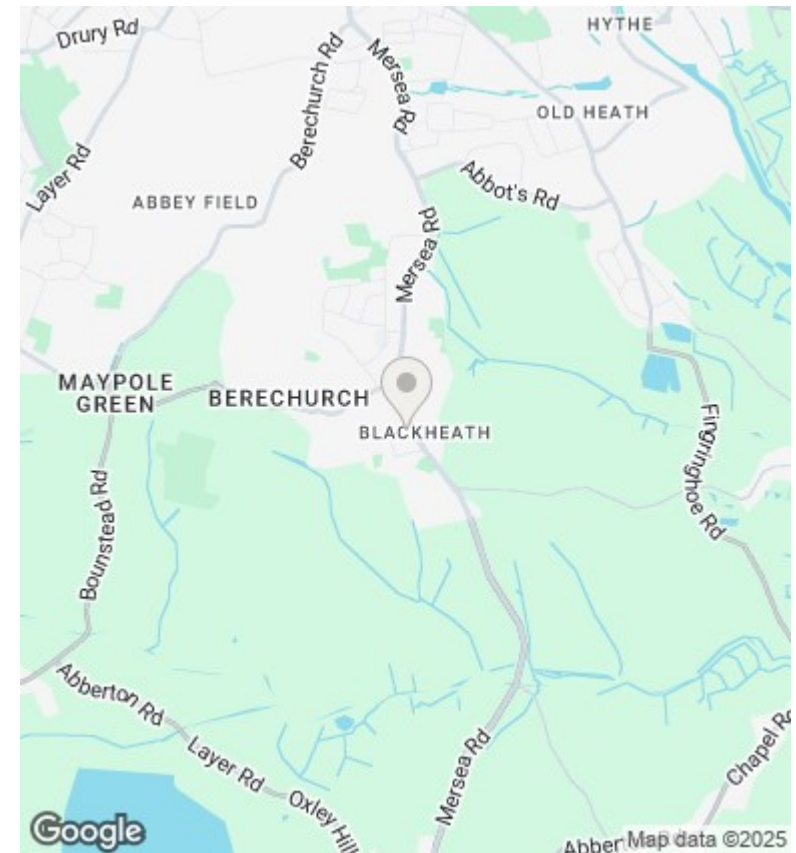 HYTHE
Drury Rd
Berechurch Rd
Mersea Rd
OLD HEATH
Layer Rd
Abbot's Rd
ABBEY FIELD
Mersea Rd
MAYPOLE
GREEN
BERECHURCH
BLACKHEATH
Fingringhoe Rd
Bounstead Rd
Abberton Rd
Layer Rd
Oxley Hill
Mersea Rd
Chapel Rd
Google
Map data ©2025